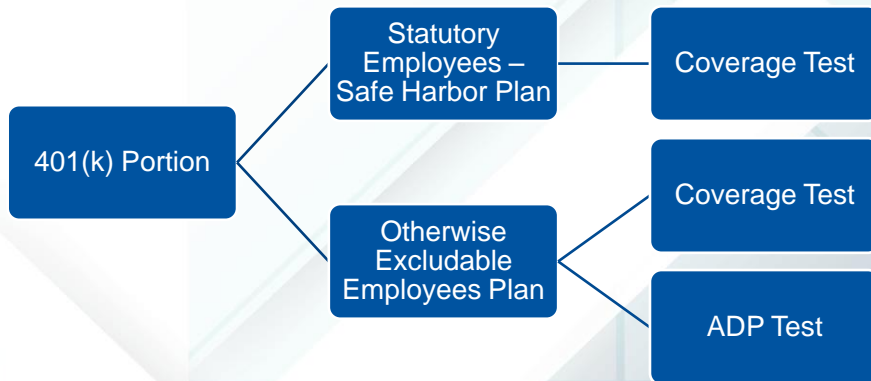 401(k) Portion
Statutory
Employees –
Safe Harbor Plan
Coverage Test
Otherwise
Excludable
Employees Plan
Coverage Test
ADP Test